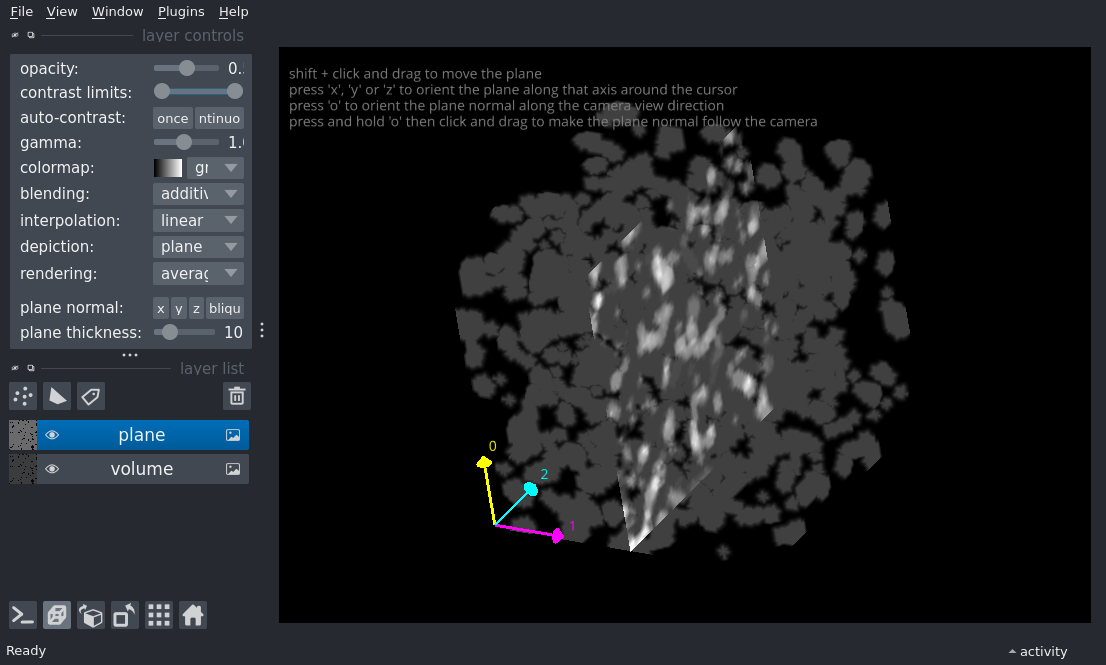 File View Window Plugins Help
layer controls
opacity: 0.
contrast limits:
auto-contrast: once ntinuo
gamma: 1.
colormap: gr
blending: additiv
interpolation: linear
depiction: plane
rendering: averag
plane normal: x y z bliqu
plane thickness: 10
layer list
plane
volume
shift + click and drag to move the plane
press 'x', 'y' or 'z' to orient the plane along that axis around the cursor
press 'o' to orient the plane normal along the camera view direction
press and hold 'o' then click and drag to make the plane normal follow the camera
0
2
1
Ready
activity